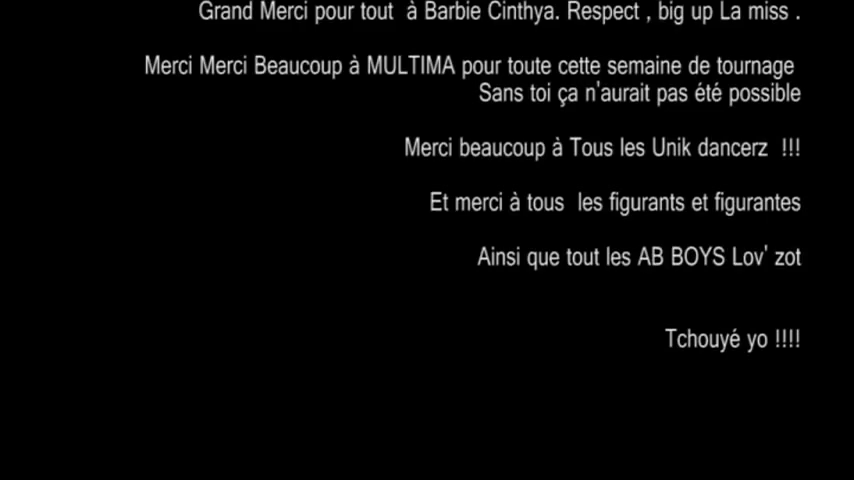 Grand Merci pour tout  à Barbie Cinthya. Respect , big up La miss .
Merci Merci Beaucoup à MULTIMA pour toute cette semaine de tournage
Sans toi ça n'aurait pas été possible
Merci beaucoup à Tous les Unik dancerz  !!!
Et merci à tous  les figurants et figurantes
Ainsi que tout les AB BOYS Lov' zot
Tchouyé yo !!!!